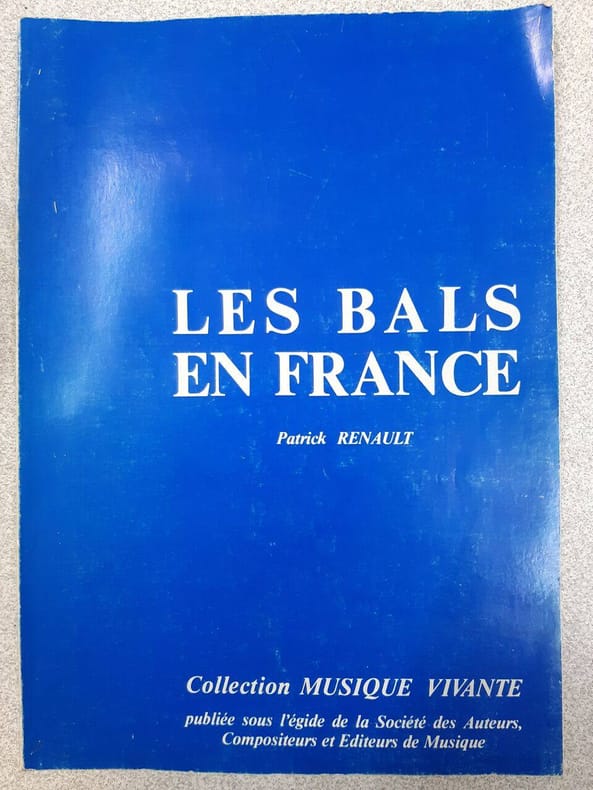 LES BALS
EN FRANCE
Patrick RENAULT
Collection MUSIQUE VIVANTE
publiée sous l'égide de la Société des Auteurs,
Compositeurs et Editeurs de Musique